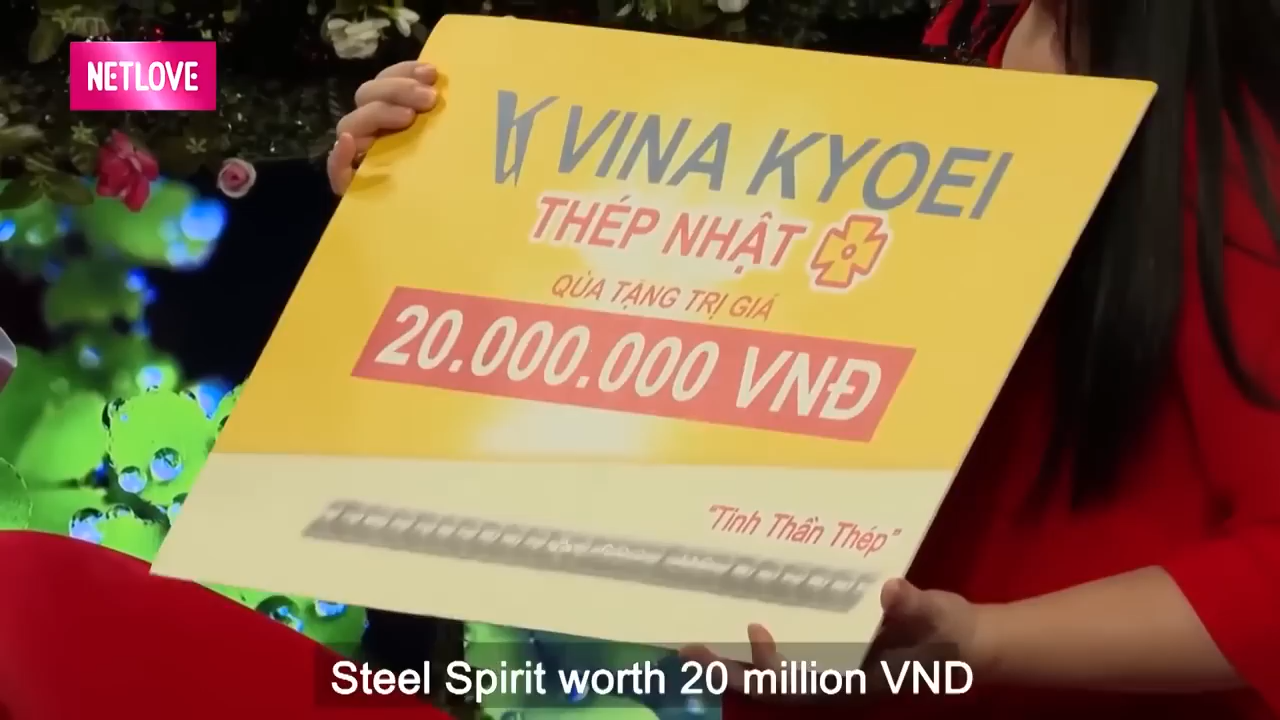 NETLOVE
VINA KYOEI
THÉP NHẬT
QÙA TẶNG TRỊ GIÁ
20.000.000 VNĐ
"Tinh Thần Thép"
Steel Spirit worth 20 million VND